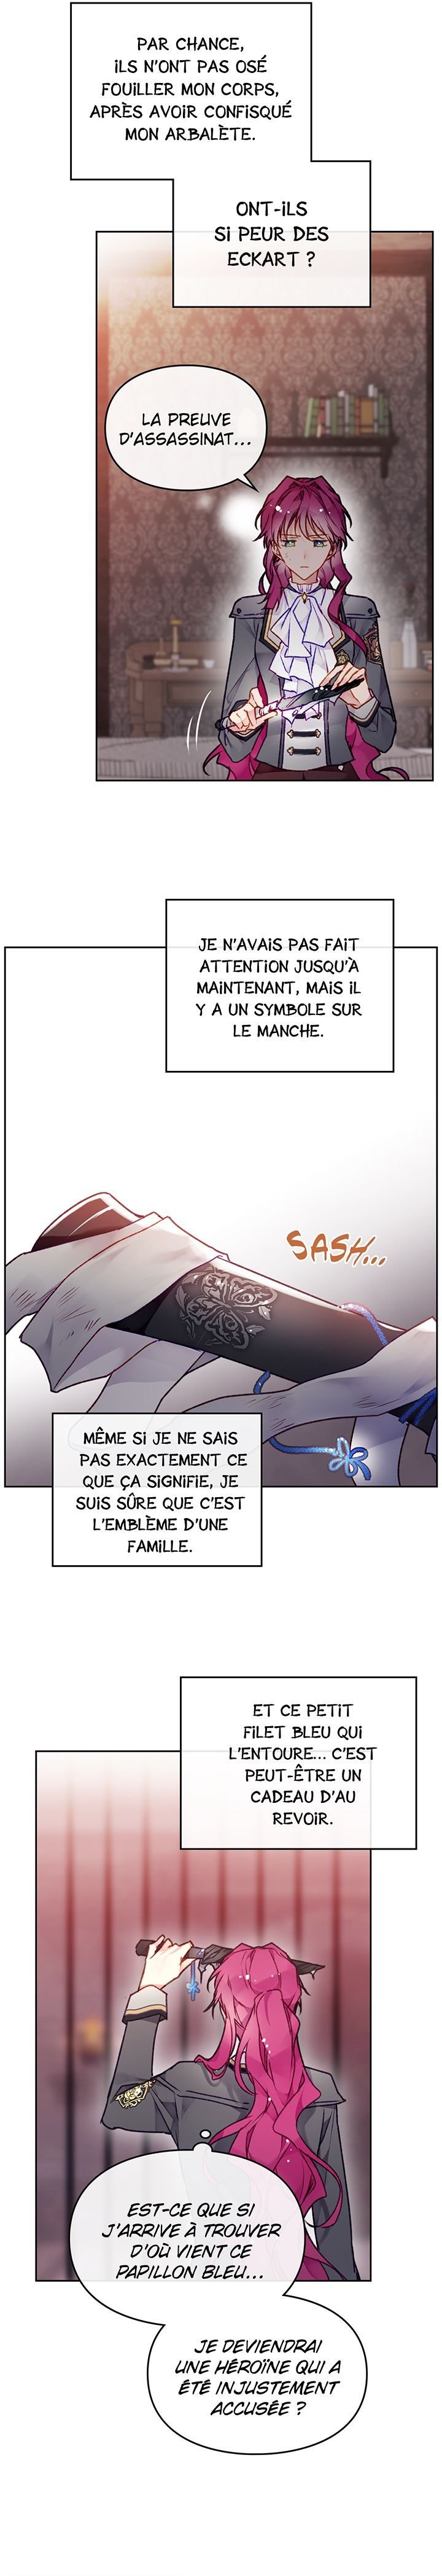 PAR CHANCE,
ILS N'ONT PAS OSÉ
FOUILLER MON CORPS,
APRÈS AVOIR CONFISQUÉ
MON ARBALÈTE.
ONT-ILS
SI PEUR DES
ECKART ?
LA PREUVE
D'ASSASSINAT...
JE N'AVAIS PAS FAIT
ATTENTION JUSQU'À
MAINTENANT, MAIS IL
Y A UN SYMBOLE SUR
LE MANCHE.
SASH...
MÊME SI JE NE SAIS
PAS EXACTEMENT CE
QUE ÇA SIGNIFIE, JE
SUIS SÛRE QUE C'EST
L'EMBLÈME D'UNE
FAMILLE.
ET CE PETIT
FILET BLEU QUI
L'ENTOURE... C'EST
PEUT-ÊTRE UN
CADEAU D'AU
REVOIR.
EST-CE QUE SI
J'ARRIVE À TROUVER
D'OÙ VIENT CE
PAPILLON BLEU...
JE DEVIENDRAI
UNE HÉROÏNE QUI A
ÉTÉ INJUSTEMENT
ACCUSÉE ?